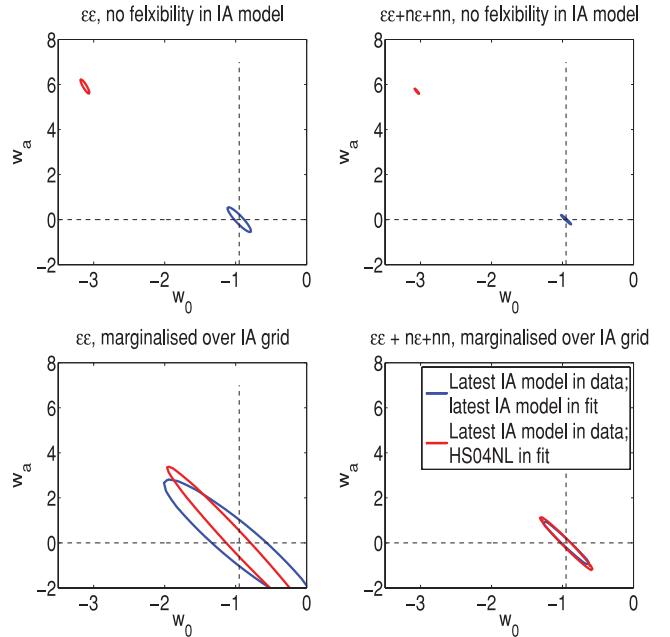 εε, no felxibility in IA model
εε+nε+nn, no felxibility in IA model
8
6
4
2
0
−2
w_a
−3
−2
−1
0
w_0
8
6
4
2
0
−2
w_a
−3
−2
−1
0
w_0
εε, marginalised over IA grid
εε + nε+nn, marginalised over IA grid
8
6
4
2
0
−2
w_a
−3
−2
−1
0
w_0
8
6
4
2
0
−2
w_a
Latest IA model in data;
latest IA model in fit
Latest IA model in data;
HS04NL in fit
−3
−2
−1
0
w_0